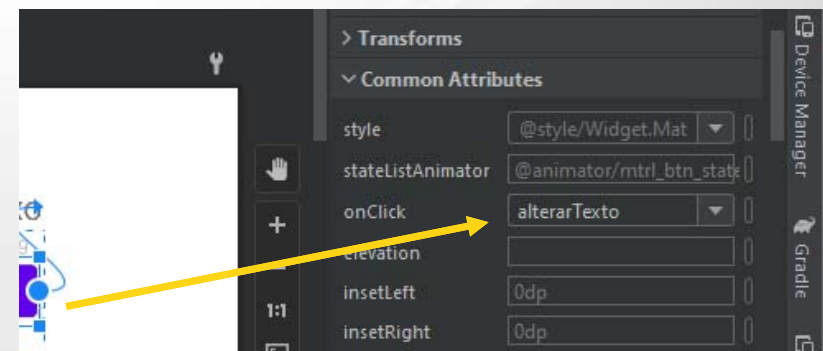 > Transforms
Common Attributes
style
@style/Widget.Mat
stateListAnimator
@animator/mtrl_btn_state
onClick
alterarTexto
elevation
insetLeft
0dp
insetRight
0dp
1:1
Device Manager
Gradle